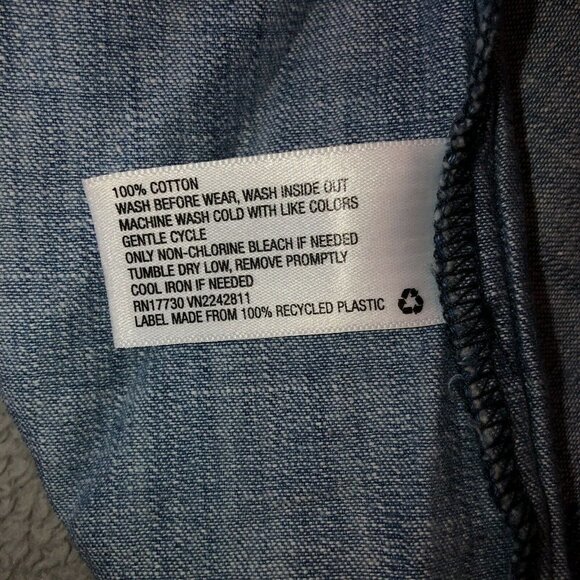 100% COTTON
WASH BEFORE WEAR, WASH INSIDE OUT
MACHINE WASH COLD WITH LIKE COLORS
GENTLE CYCLE
ONLY NON-CHLORINE BLEACH IF NEEDED
TUMBLE DRY LOW, REMOVE PROMPTLY
COOL IRON IF NEEDED
RN17730 VN2242811
LABEL MADE FROM 100% RECYCLED PLASTIC